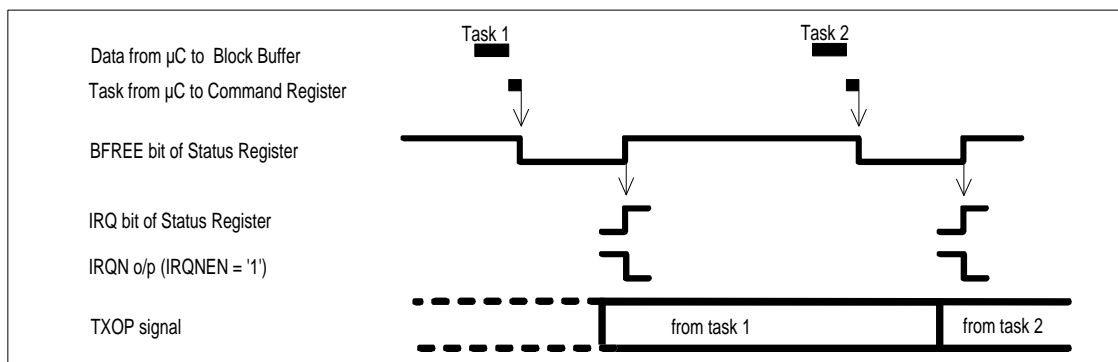 Task 1
Task 2
Data from µC to Block Buffer
Task from µC to Command Register
BFREE bit of Status Register
IRQ bit of Status Register
IRQN o/p (IRQNEN = '1')
TXOP signal
from task 1
from task 2